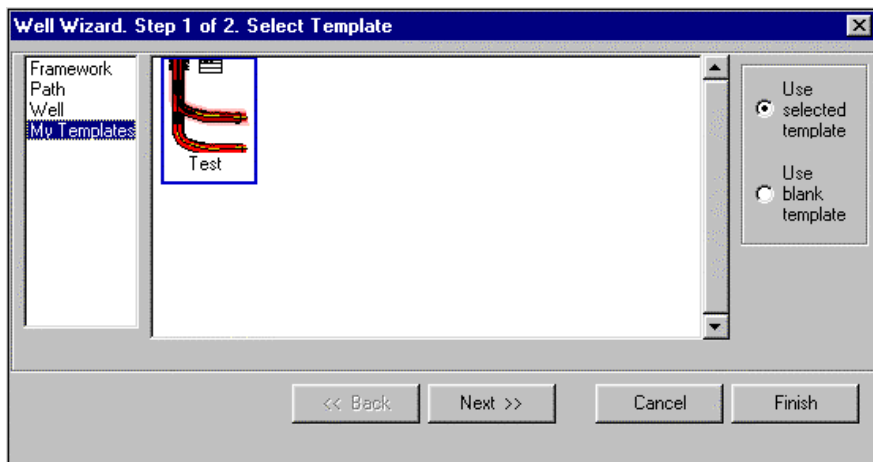 Well Wizard. Step 1 of 2. Select Template
Framework
Path
Well
My Templates
Test
Use
selected
template
Use
blank
template
<< Back
Next >>
Cancel
Finish